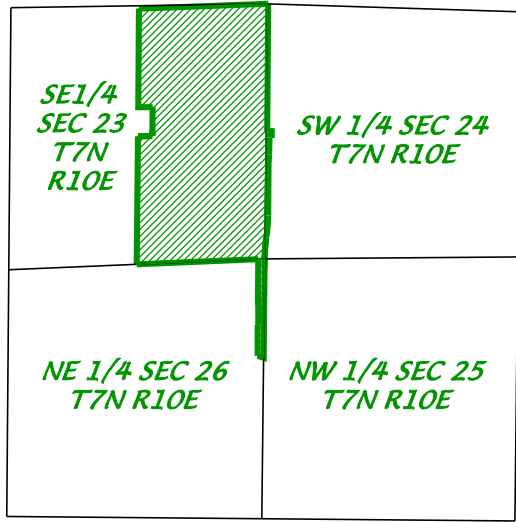 SE1/4
SEC 23
T7N
R10E
SW 1/4 SEC 24
T7N R10E
NE 1/4 SEC 26
T7N R10E
NW 1/4 SEC 25
T7N R10E